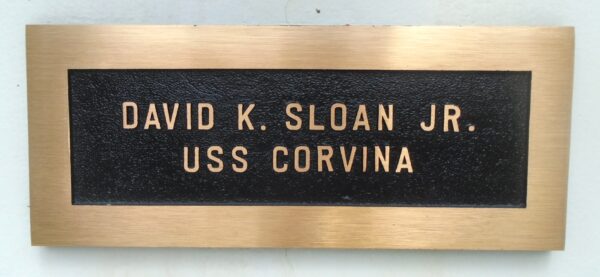 DAVID K. SLOAN JR.
USS CORVINA